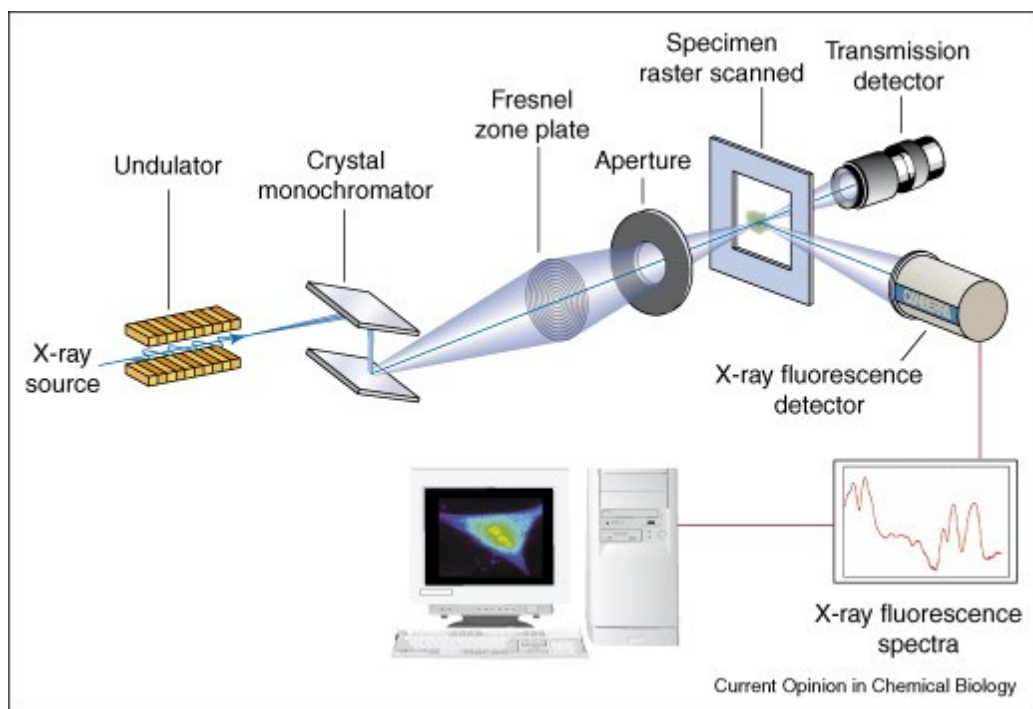 Specimen
raster scanned
Transmission
detector
Fresnel
zone plate
Undulator
Crystal
monochromator
Aperture
X-ray
source
X-ray fluorescence
detector
X-ray fluorescence
spectra
Current Opinion in Chemical Biology